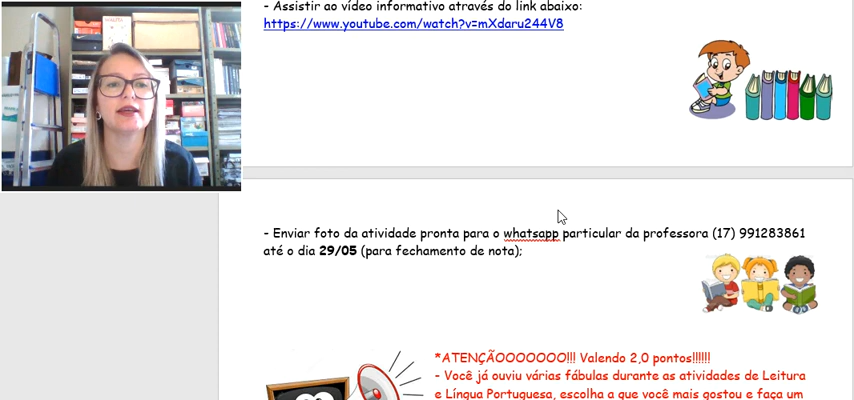 - Assistir ao vídeo informativo através do link abaixo:
https://www.youtube.com/watch?v=mXdaru244V8
- Enviar foto da atividade pronta para o whatsapp particular da professora (17) 991283861
até o dia 29/05 (para fechamento de nota);
*ATENÇÃOOOOOOO!!! Valendo 2,0 pontos!!!!!!
- Você já ouviu várias fábulas durante as atividades de Leitura
e Língua Portuguesa, escolha a que você mais gostou e faça um